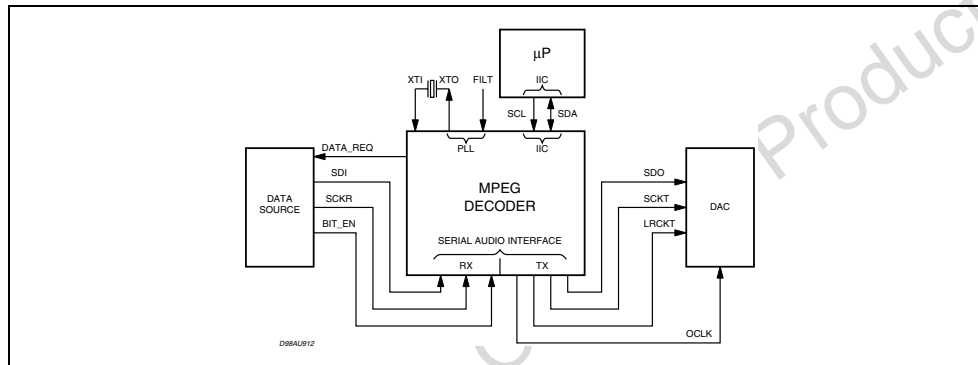 µP
IIC
XTI XTO FILT
SCL SDA
DATA_REQ
PLL IIC
SDI
SCKR
BIT_EN
DATA
SOURCE
MPEG
DECODER
SERIAL AUDIO INTERFACE
RX TX
SDO
SCKT
LRCKT
DAC
OCLK
D98AU912
Product